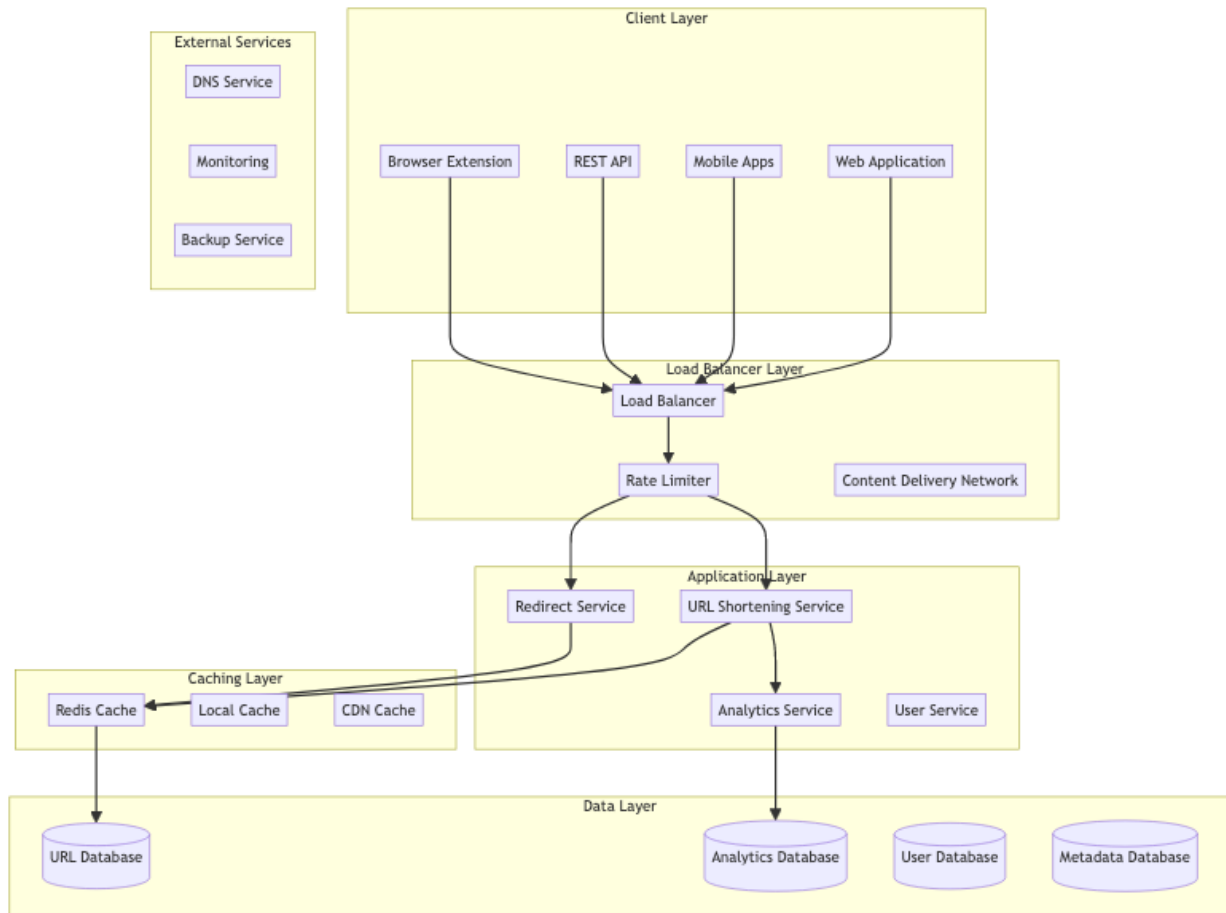 Client Layer
External Services
DNS Service
Monitoring
Backup Service
Browser Extension
REST API
Mobile Apps
Web Application
Load Balancer Layer
Load Balancer
Rate Limiter
Content Delivery Network
Application Layer
Redirect Service
URL Shortening Service
Caching Layer
Redis Cache
Local Cache
CDN Cache
Analytics Service
User Service
Data Layer
URL Database
Analytics Database
User Database
Metadata Database